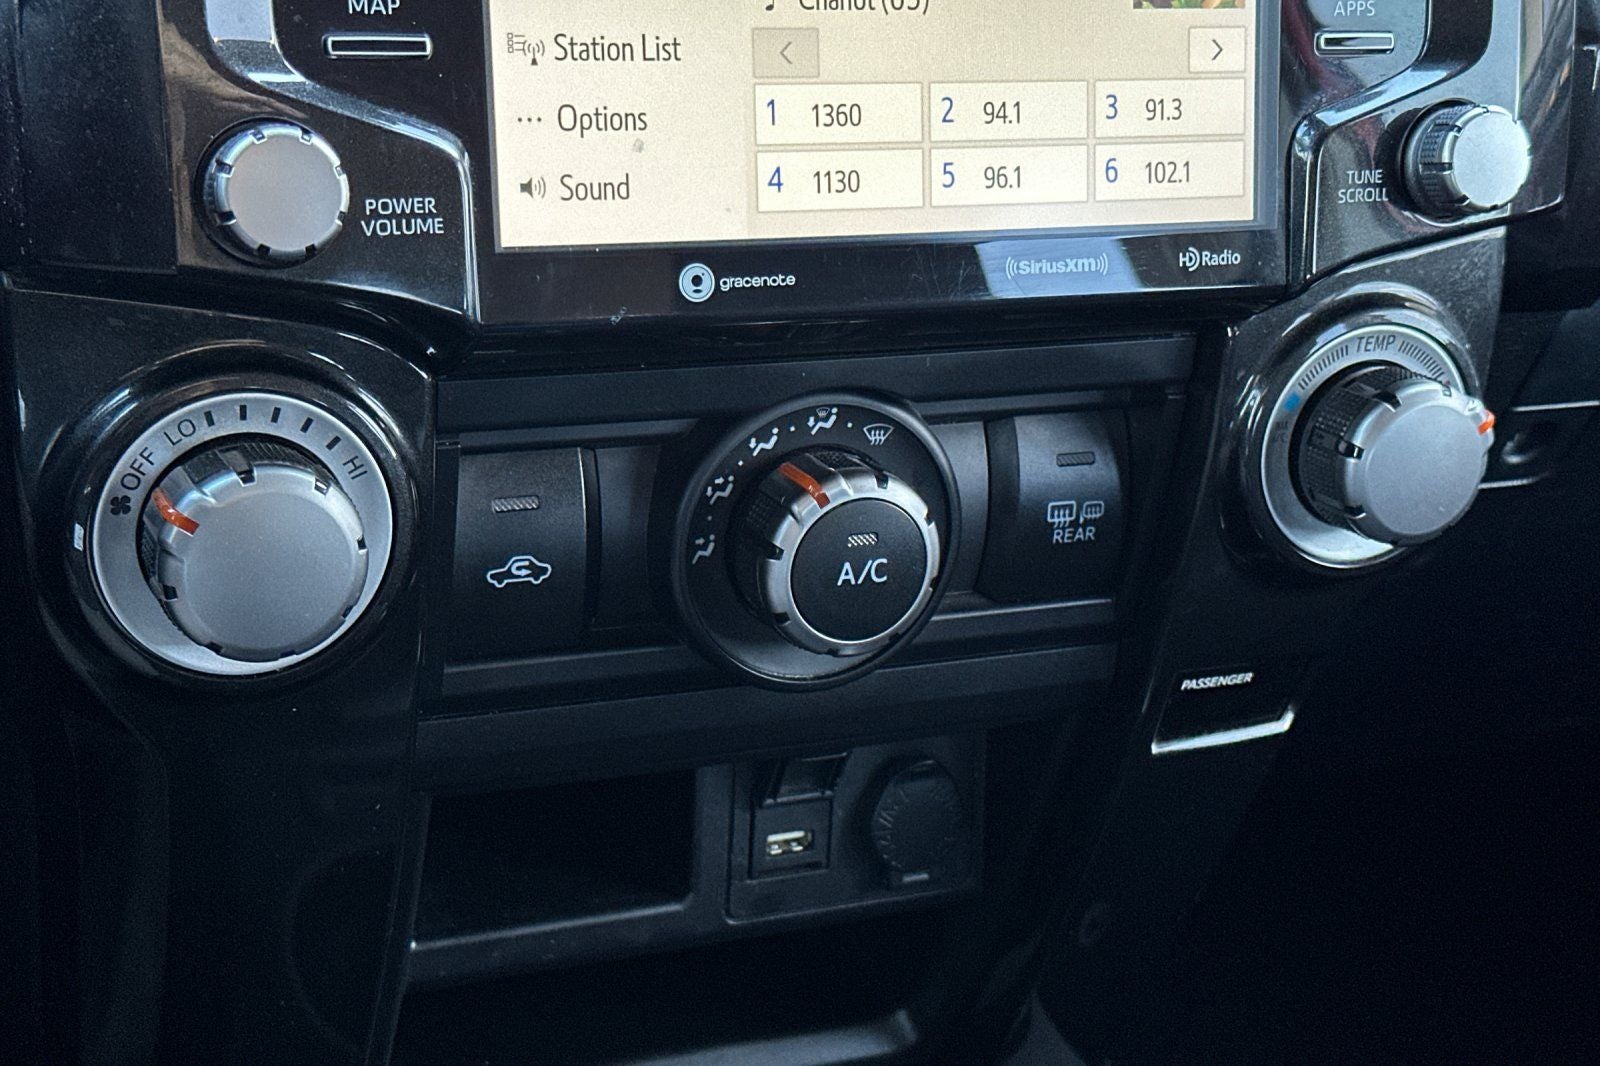 MAP
APPS
Station List
Options
Sound
1 1360
2 94.1
3 91.3
4 1130
5 96.1
6 102.1
POWER
VOLUME
TUNE
SCROLL
gracenote
SiriusXM
HD Radio
OFF LO HI
A/C
REAR
TEMP
PASSENGER